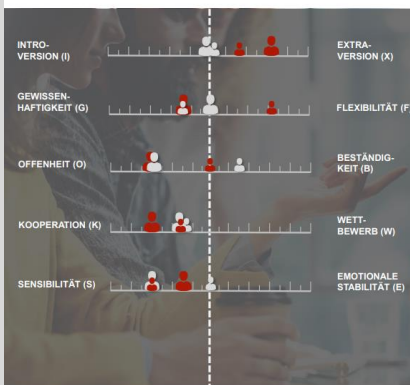 INTRO-
VERSION (I)
EXTRA-
VERSION (X)
GEWISSEN-
HAFTIGKEIT (G)
FLEXIBILITÄT (F
OFFENHEIT (O)
BESTÄNDIG-
KEIT (B)
KOOPERATION (K)
WETT-
BEWERB (W)
SENSIBILITÄT (S)
EMOTIONALE
STABILITÄT (E)